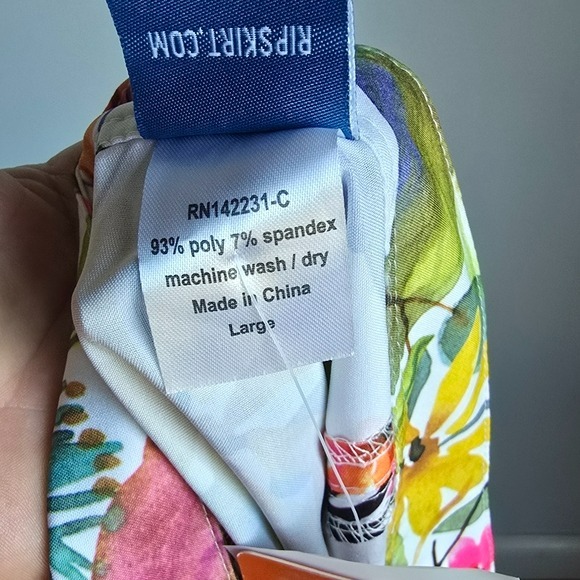 RIPSKIRT.COM
RN142231-C
93% poly 7% spandex
machine wash / dry
Made in China
Large